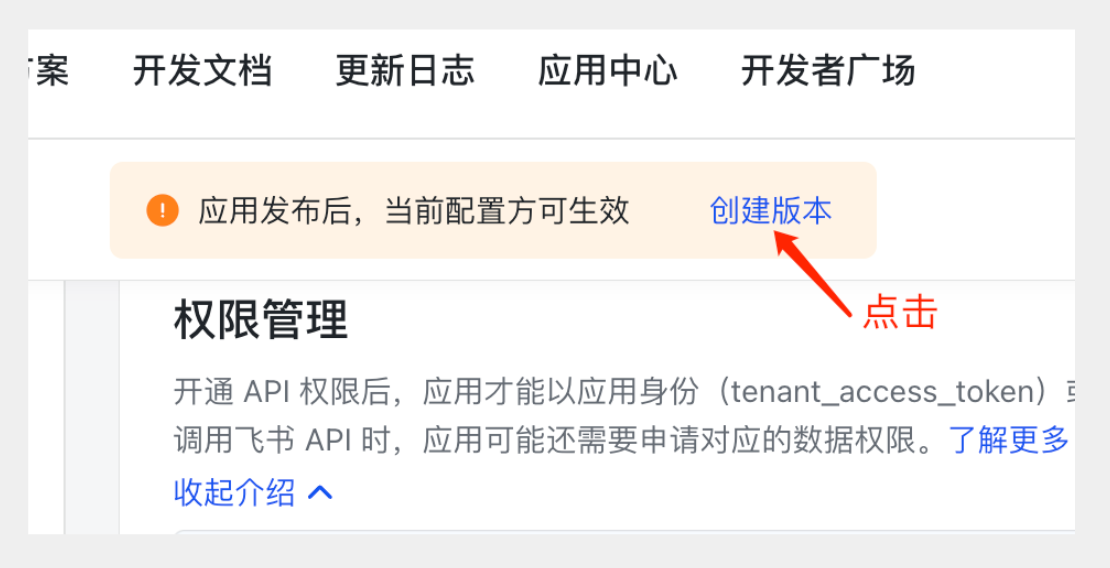 案 开发文档 更新日志 应用中心 开发者广场
应用发布后，当前配置方可生效 创建版本
点击
权限管理
开通 API 权限后，应用才能以应用身份（tenant_access_token）
调用飞书 API 时，应用可能还需要申请对应的数据权限。了解更多
收起介绍